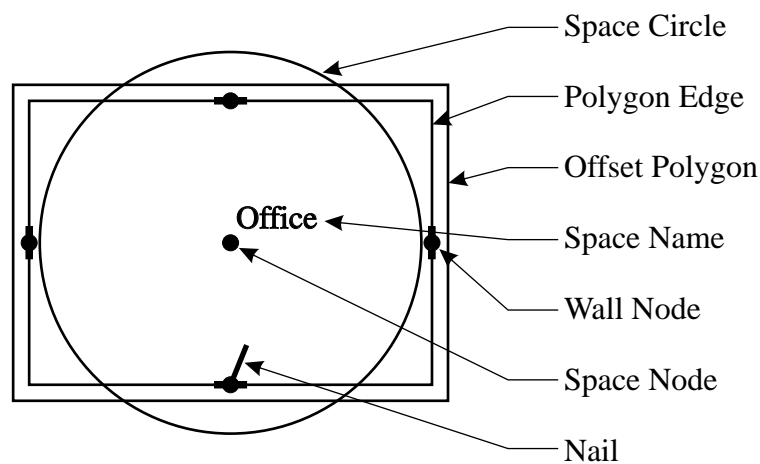 Space Circle
Polygon Edge
Offset Polygon
Office
Space Name
Wall Node
Space Node
Nail